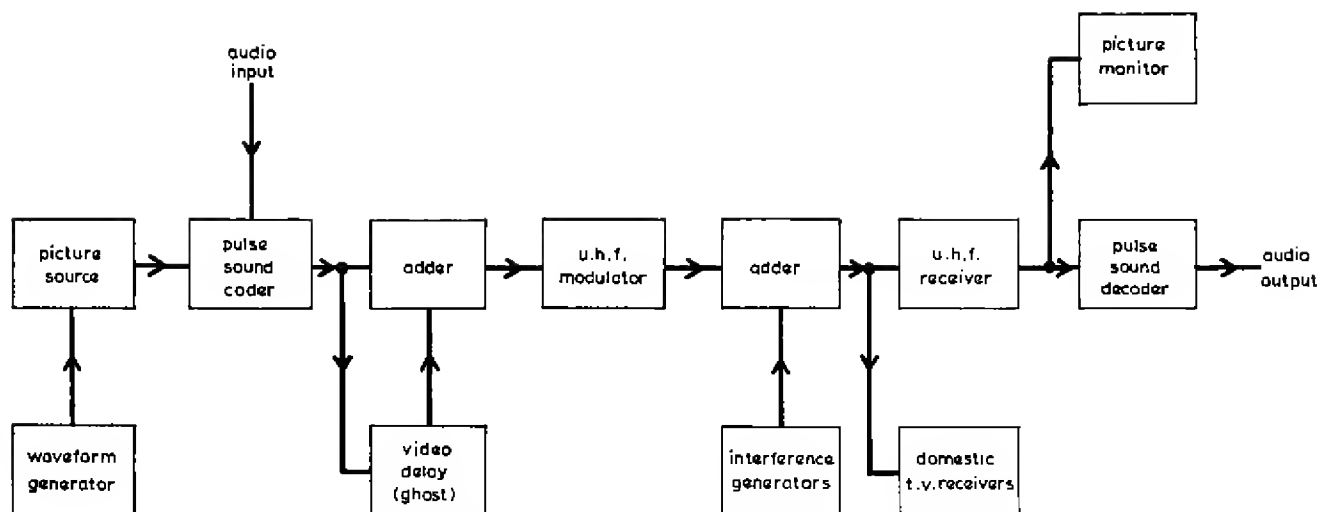 audio
input
picture
monitor
picture
source
pulse
sound
coder
adder
u.h.f.
modulator
adder
u.h.f.
receiver
pulse
sound
decoder
audio
output
waveform
generator
video
delay
(ghost)
interference
generators
domestic
t.v. receivers